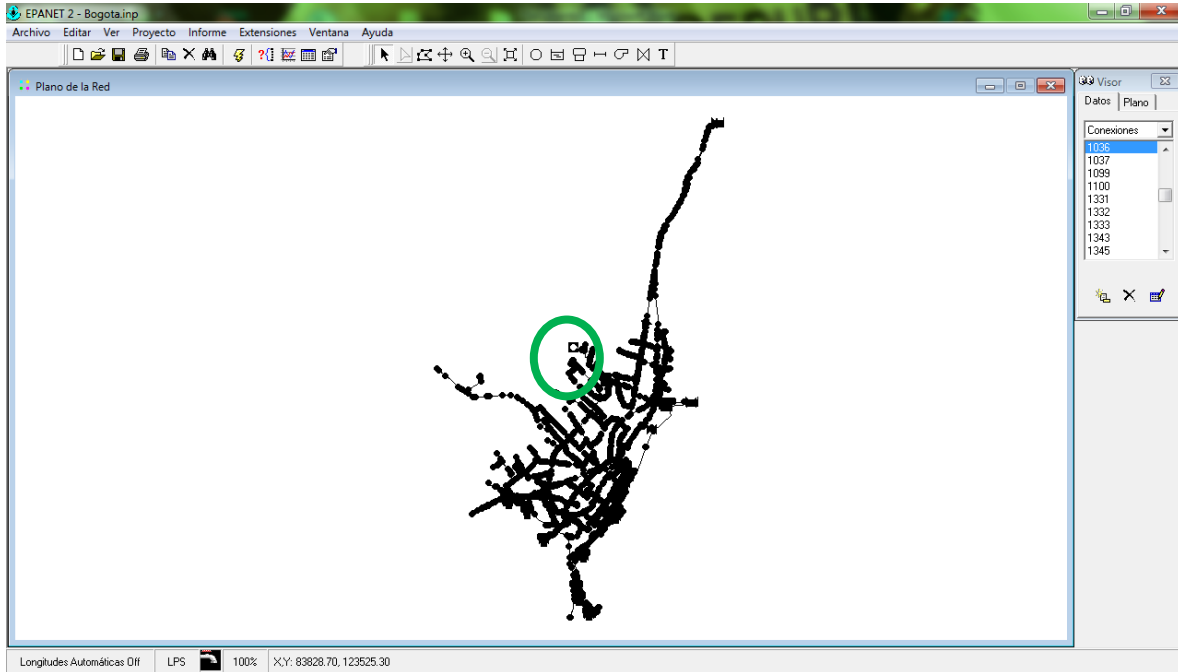 EPANET 2 - Bogota.inp
Archivo Editar Ver Proyecto Informe Extensiones Ventana Ayuda
T
Plano de la Red
Visor
Datos Plano
Conexiones
1036
1037
1099
1100
1331
1332
1333
1343
1345
Longitudes Automáticas Off LPS 100% X,Y: 83828.70, 123525.30